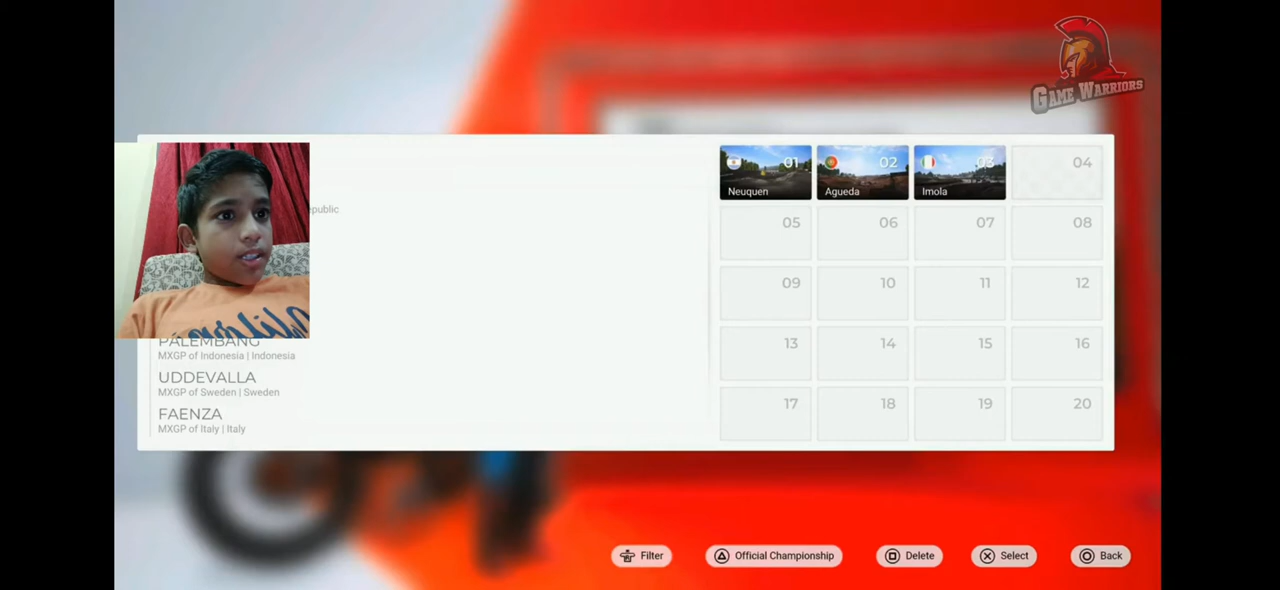 GAME WARRIORS
01
Neuquen
02
Agueda
03
Imola
04
epublic
05
06
07
08
09
10
11
12
PALEMBANG
MXGP of Indonesia | Indonesia
13
14
15
16
UDDEVALLA
MXGP of Sweden | Sweden
FAENZA
MXGP of Italy | Italy
17
18
19
20
Filter
Official Championship
Delete
Select
Back